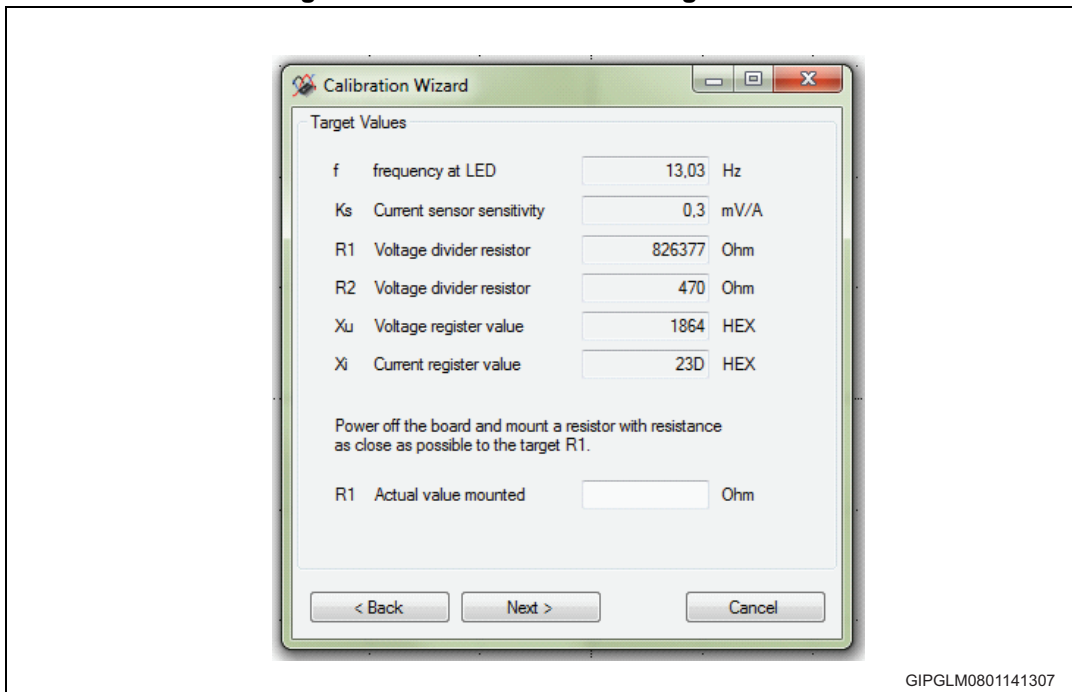 Calibration Wizard
Target Values
f frequency at LED 13,03 Hz
Ks Current sensor sensitivity 0,3 mV/A
R1 Voltage divider resistor 826377 Ohm
R2 Voltage divider resistor 470 Ohm
Xu Voltage register value 1864 HEX
Xi Current register value 23D HEX
Power off the board and mount a resistor with resistance
as close as possible to the target R1.
R1 Actual value mounted Ohm
< Back Next > Cancel
GIPGLM0801141307